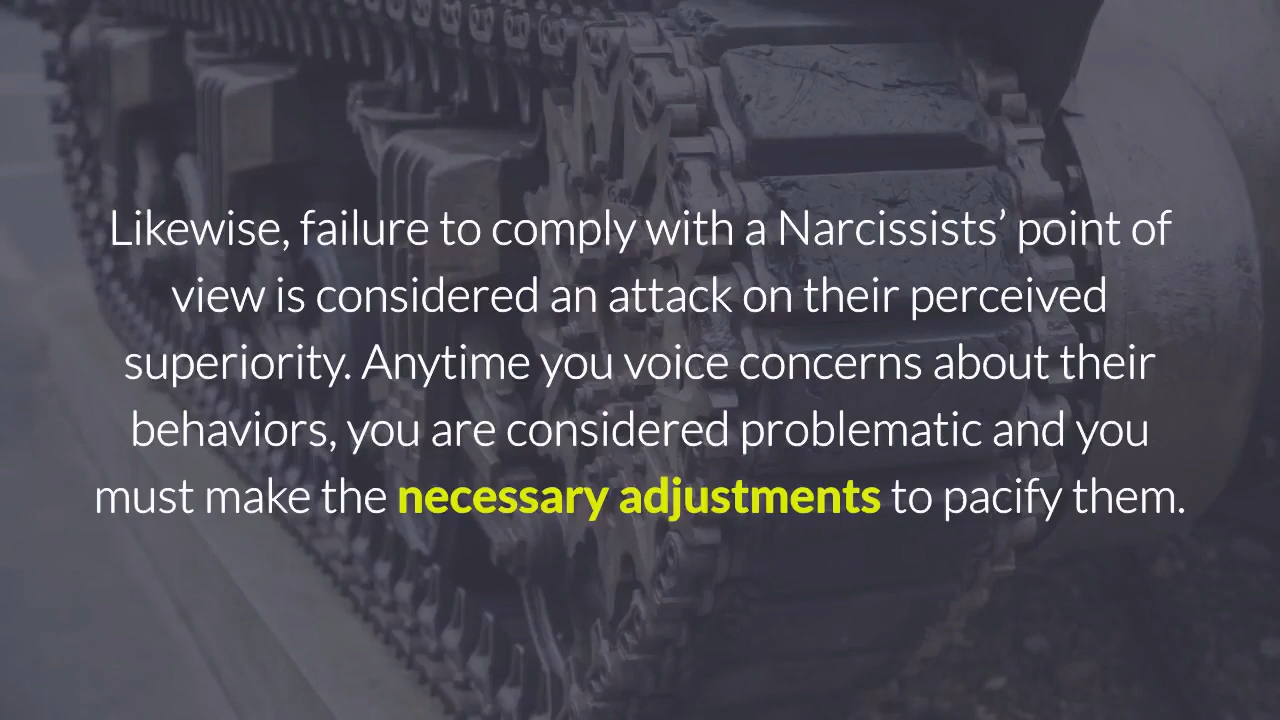 Likewise, failure to comply with a Narcissists’ point of
view is considered an attack on their perceived
superiority. Anytime you voice concerns about their
behaviors, you are considered problematic and you
must make the necessary adjustments to pacify them.